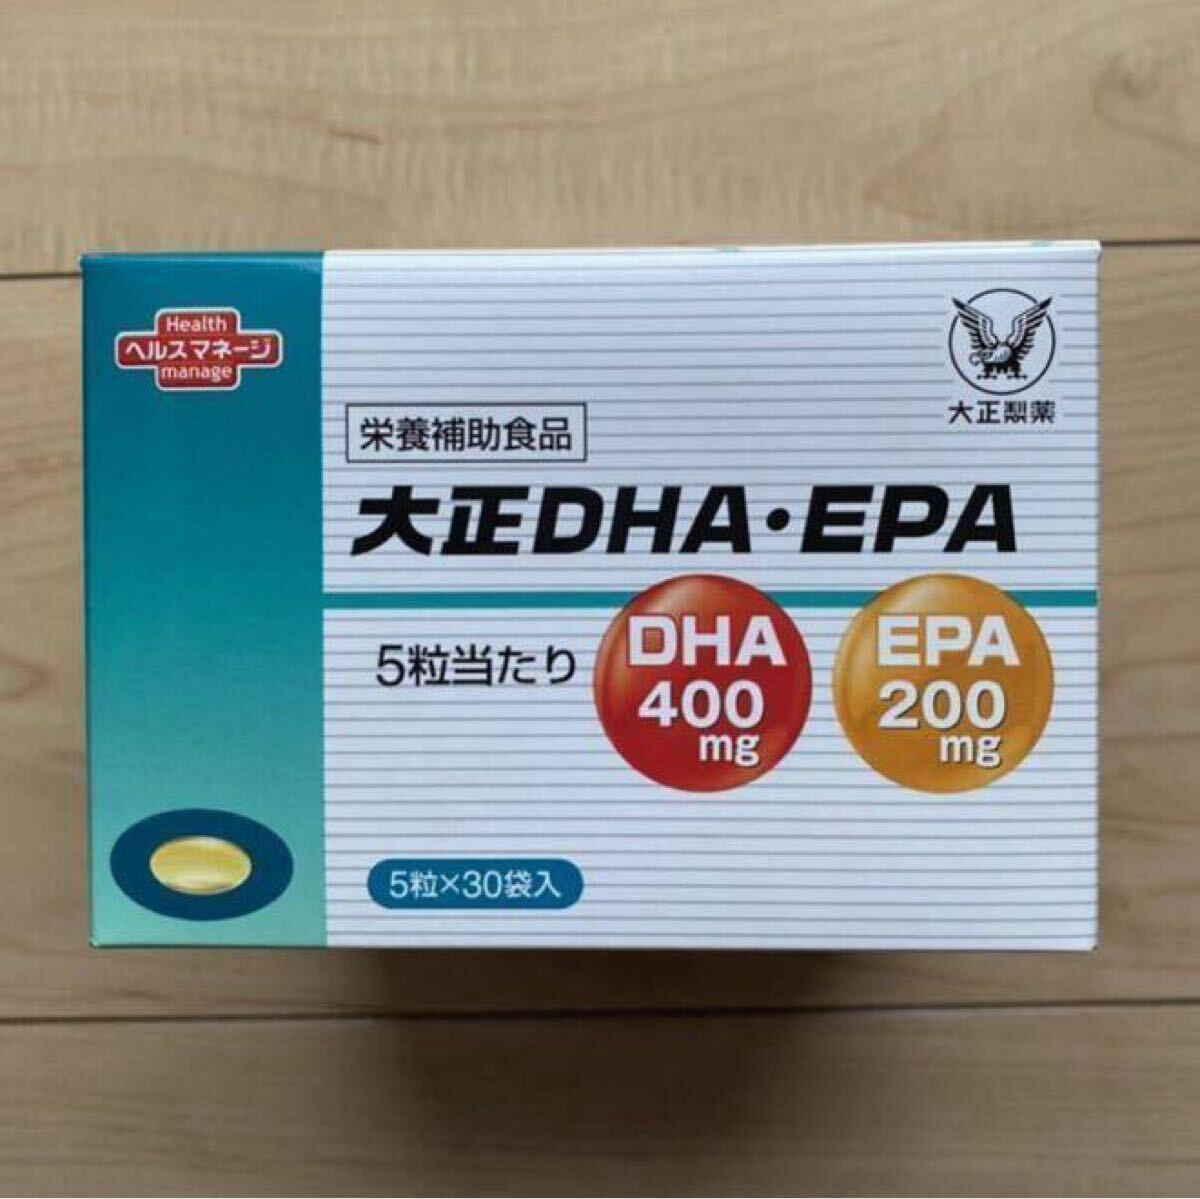 Health
ヘルスマネージ
manage
大正製薬
栄養補助食品
大正DHA・EPA
5粒当たり
DHA
400
mg
EPA
200
mg
5粒×30袋入